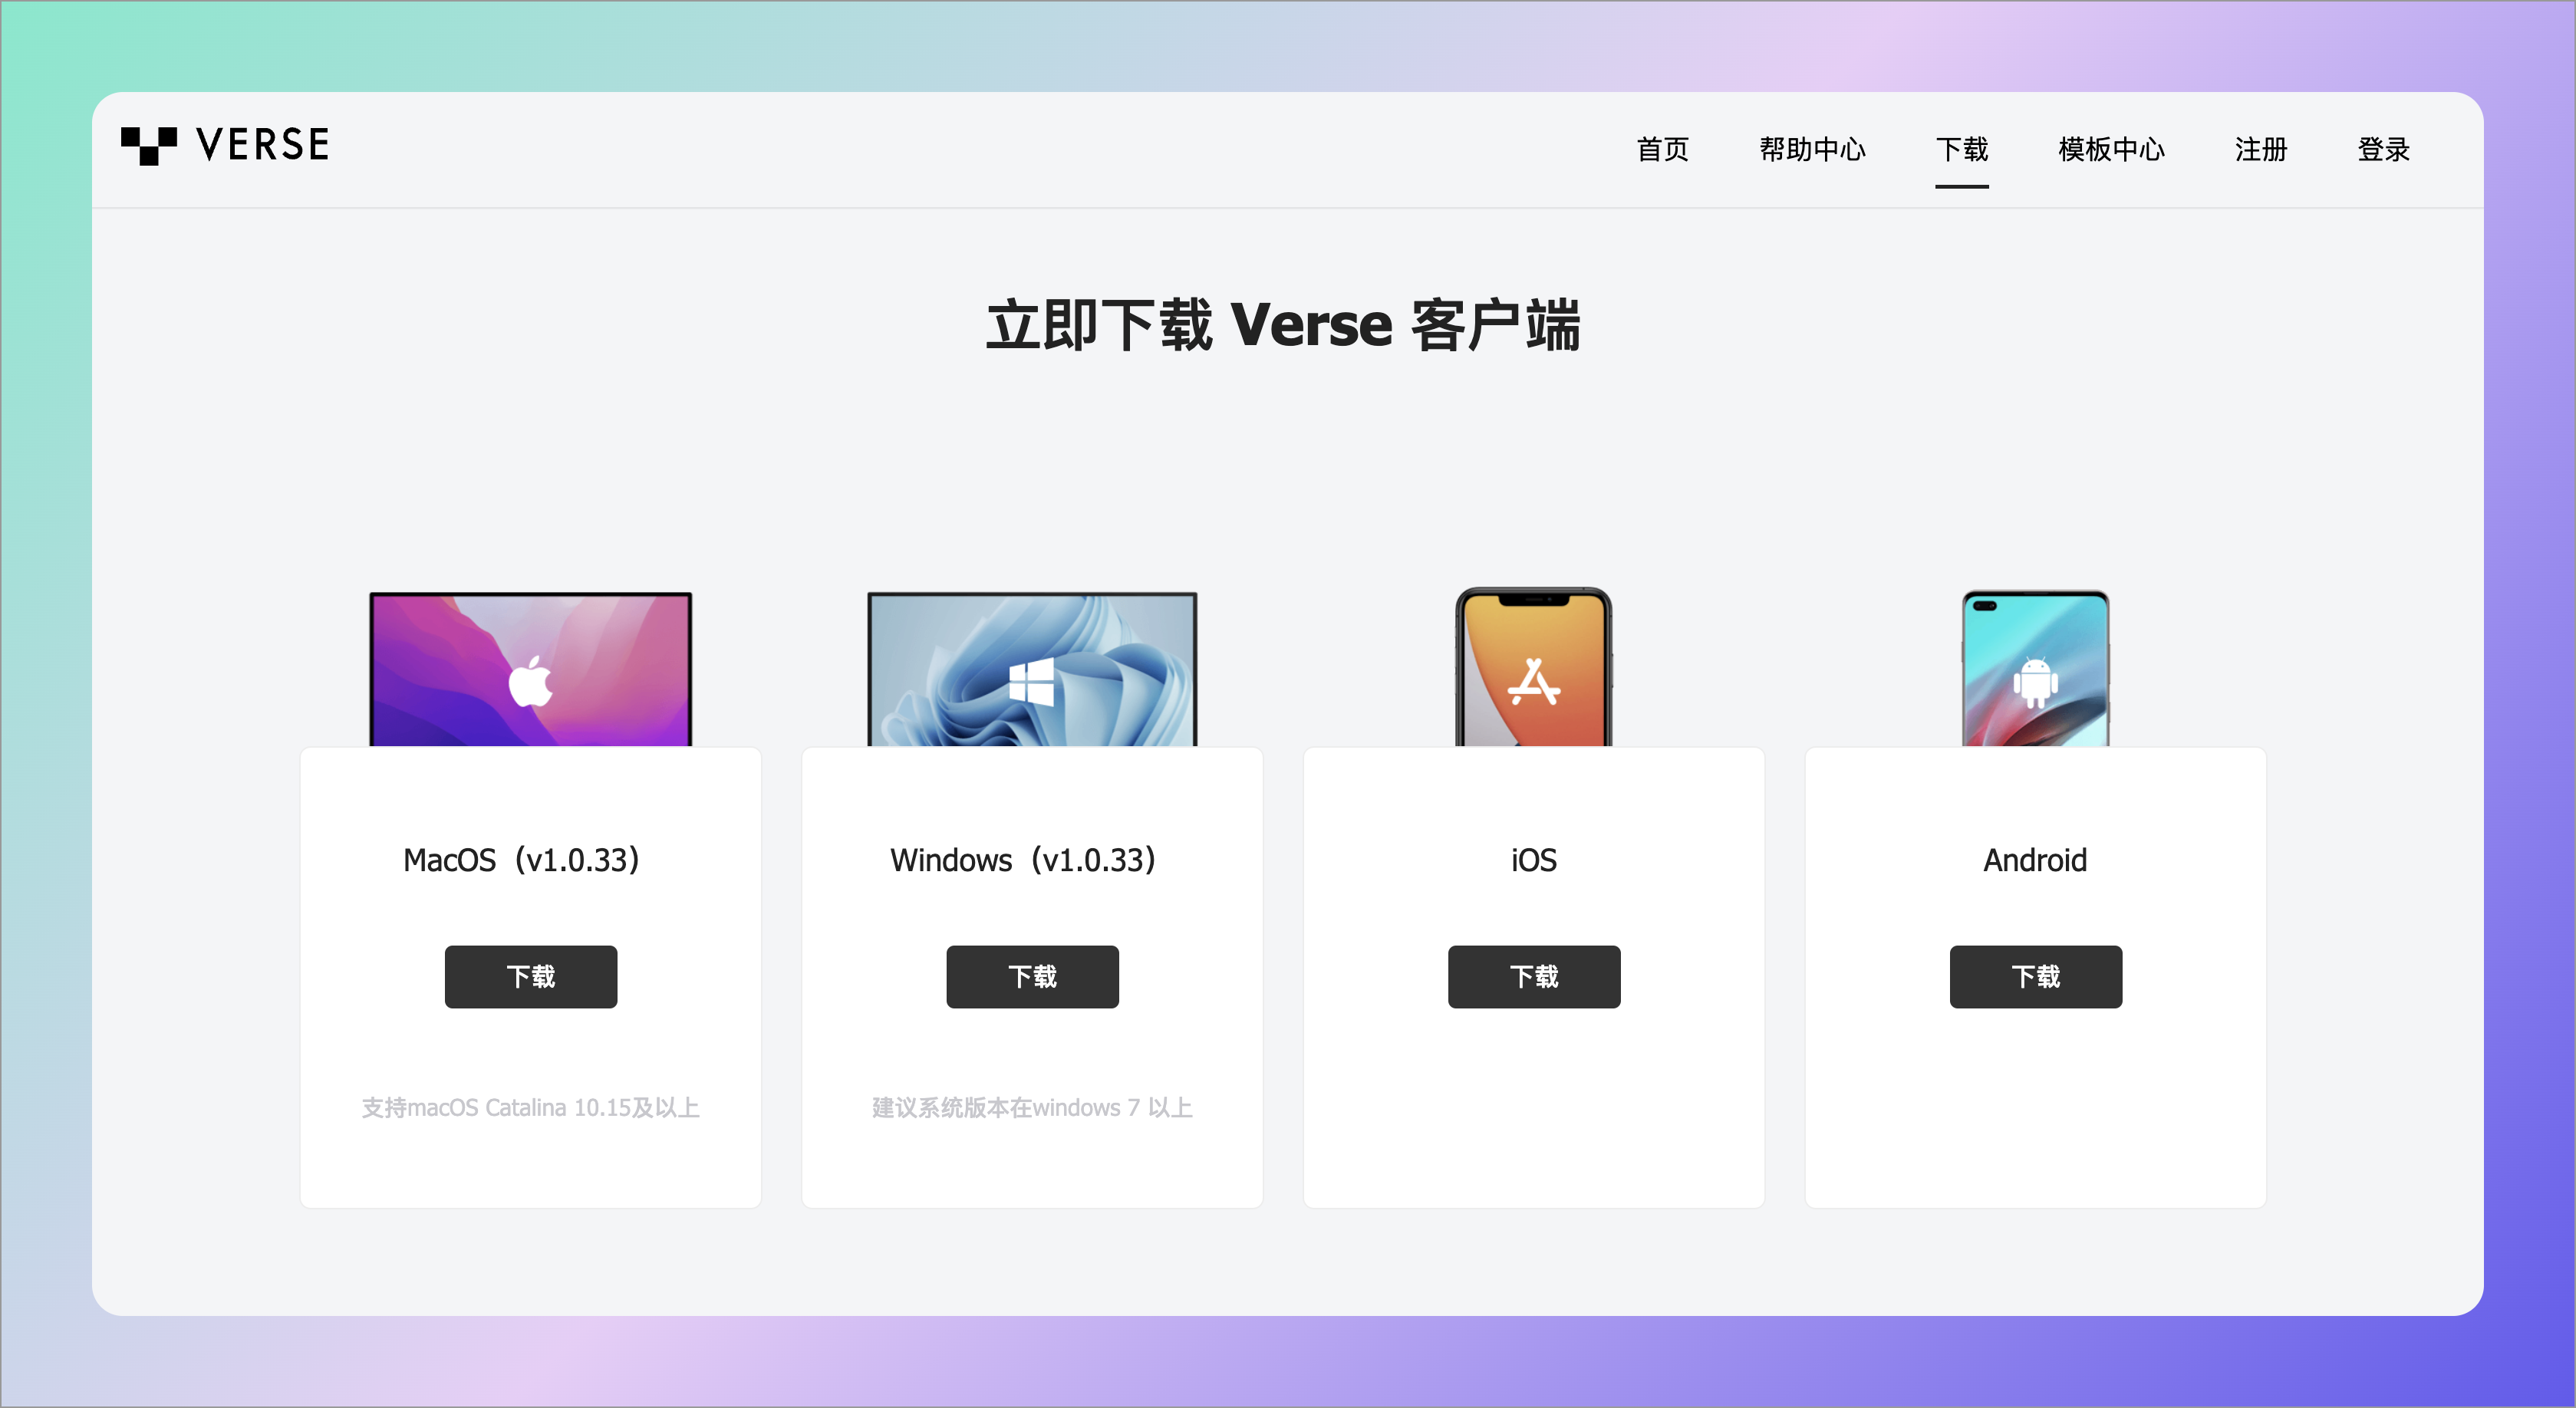 VERSE
首页 帮助中心 下载 模板中心 注册 登录
立即下载 Verse 客户端
MacOS（v1.0.33）
下载
支持macOS Catalina 10.15及以上
Windows（v1.0.33）
下载
建议系统版本在windows 7 以上
iOS
下载
Android
下载